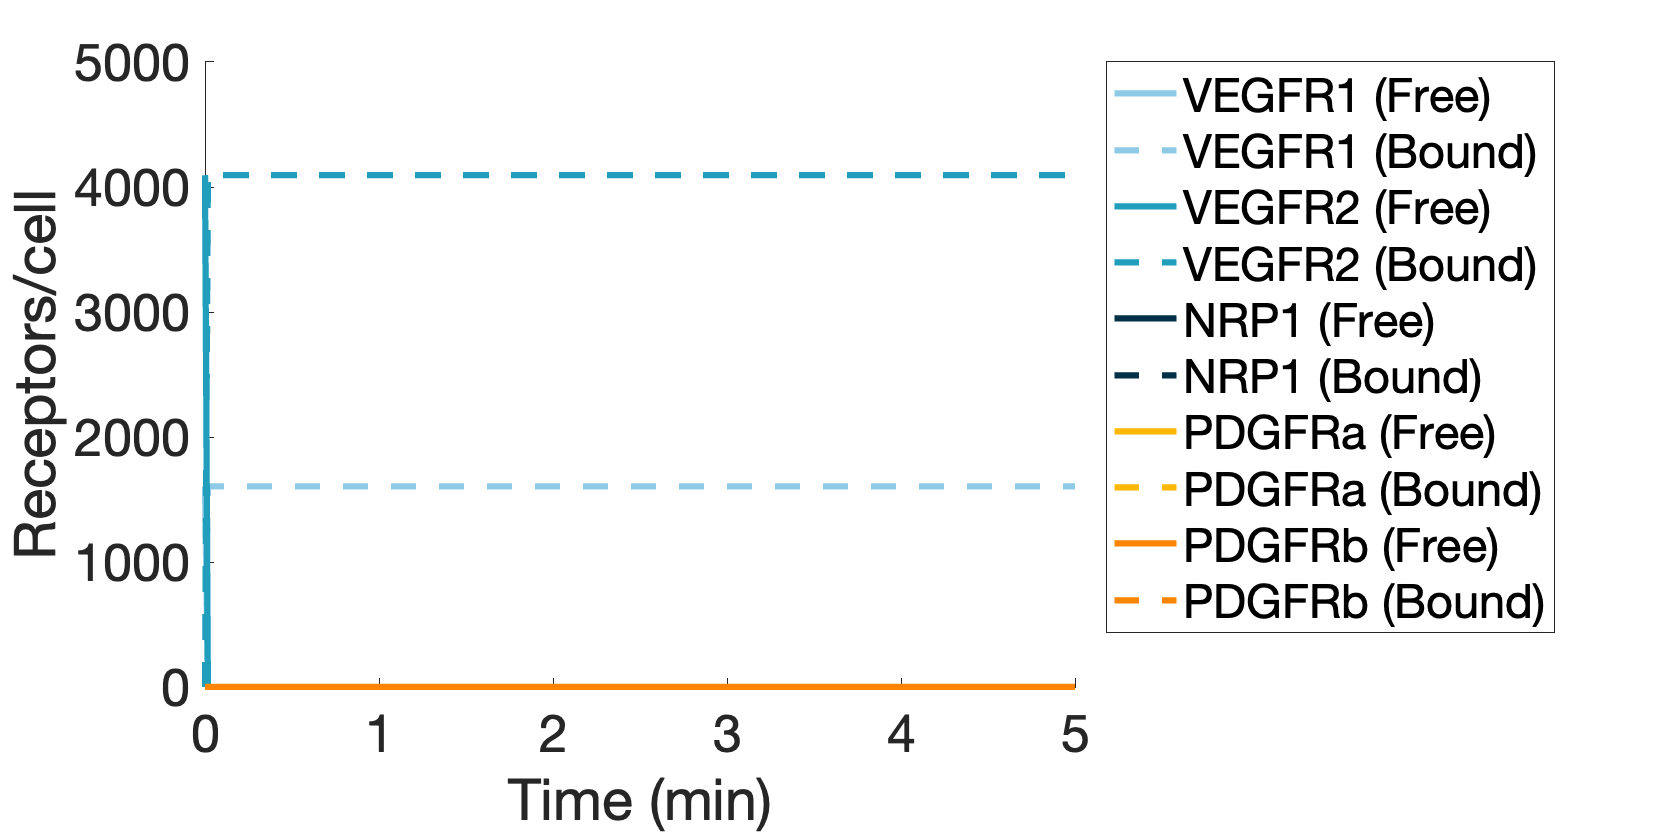 5000
4000
3000
2000
1000
0
Receptors/cell
0 1 2 3 4 5
Time (min)
VEGFR1 (Free)
VEGFR1 (Bound)
VEGFR2 (Free)
VEGFR2 (Bound)
NRP1 (Free)
NRP1 (Bound)
PDGFRa (Free)
PDGFRa (Bound)
PDGFRb (Free)
PDGFRb (Bound)